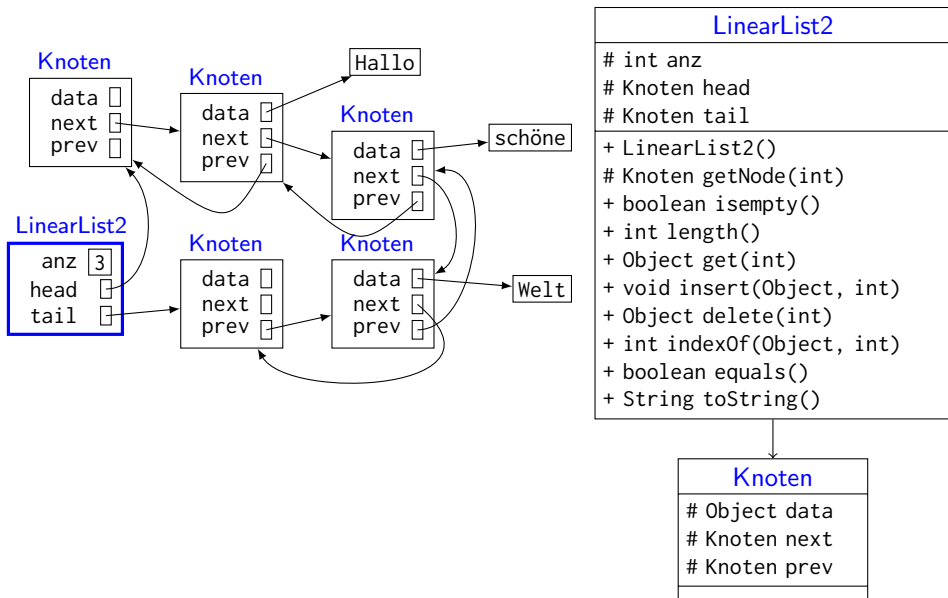 Knoten
data
next
prev
Knoten
data
next
prev
Hallo
Knoten
data
next
prev
schöne
LinearList2
anz 3
head
tail
Knoten
data
next
prev
Knoten
data
next
prev
Welt
LinearList2
# int anz
# Knoten head
# Knoten tail
+ LinearList2()
# Knoten getNode(int)
+ boolean isempty()
+ int length()
+ Object get(int)
+ void insert(Object, int)
+ Object delete(int)
+ int indexOf(Object, int)
+ boolean equals()
+ String toString()
Knoten
# Object data
# Knoten next
# Knoten prev